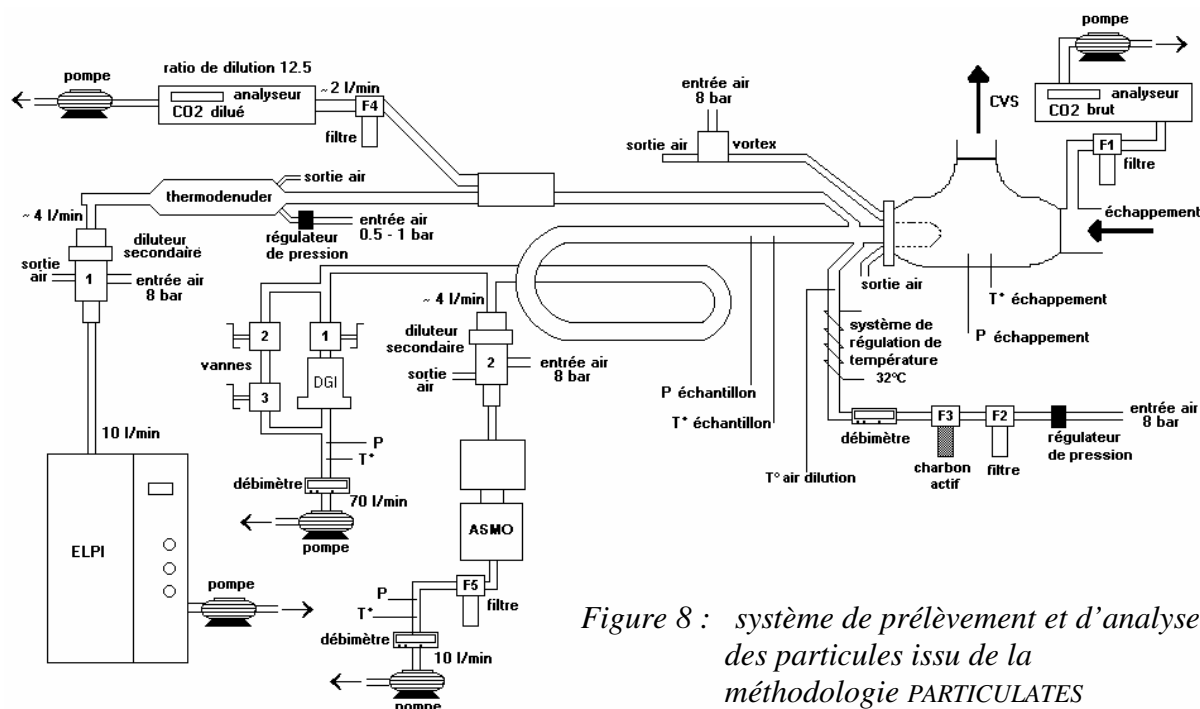 pompe
pompe
ratio de dilution 12.5
analyseur
CO2 dilué
~2 l/min
F4
filtre
entrée air
8 bar
sortie air
vortex
CVS
analyseur
CO2 brut
F1
filtre
échappement
sortie air
thermodenuder
~ 4 l/min
régulateur
de pression
entrée air
0.5 - 1 bar
diluteur
secondaire
sortie
air
1
entrée air
8 bar
sortie air
T° échappement
P échappement
~ 4 l/min
diluteur
secondaire
sortie
air
2
entrée air
8 bar
2
1
vannes
3
DGI
système de
régulation de
température
32°C
P échantillon
T° échantillon
T° air dilution
débimètre
F3
charbon
actif
F2
filtre
régulateur
de pression
entrée air
8 bar
10 l/min
P
T°
débimètre
70 l/min
pompe
ELPI
pompe
ASMO
F5
filtre
P
T°
débimètre
10 l/min
pompe
Figure 8 : système de prélèvement et d'analyse
des particules issu de la
méthodologie PARTICULATES